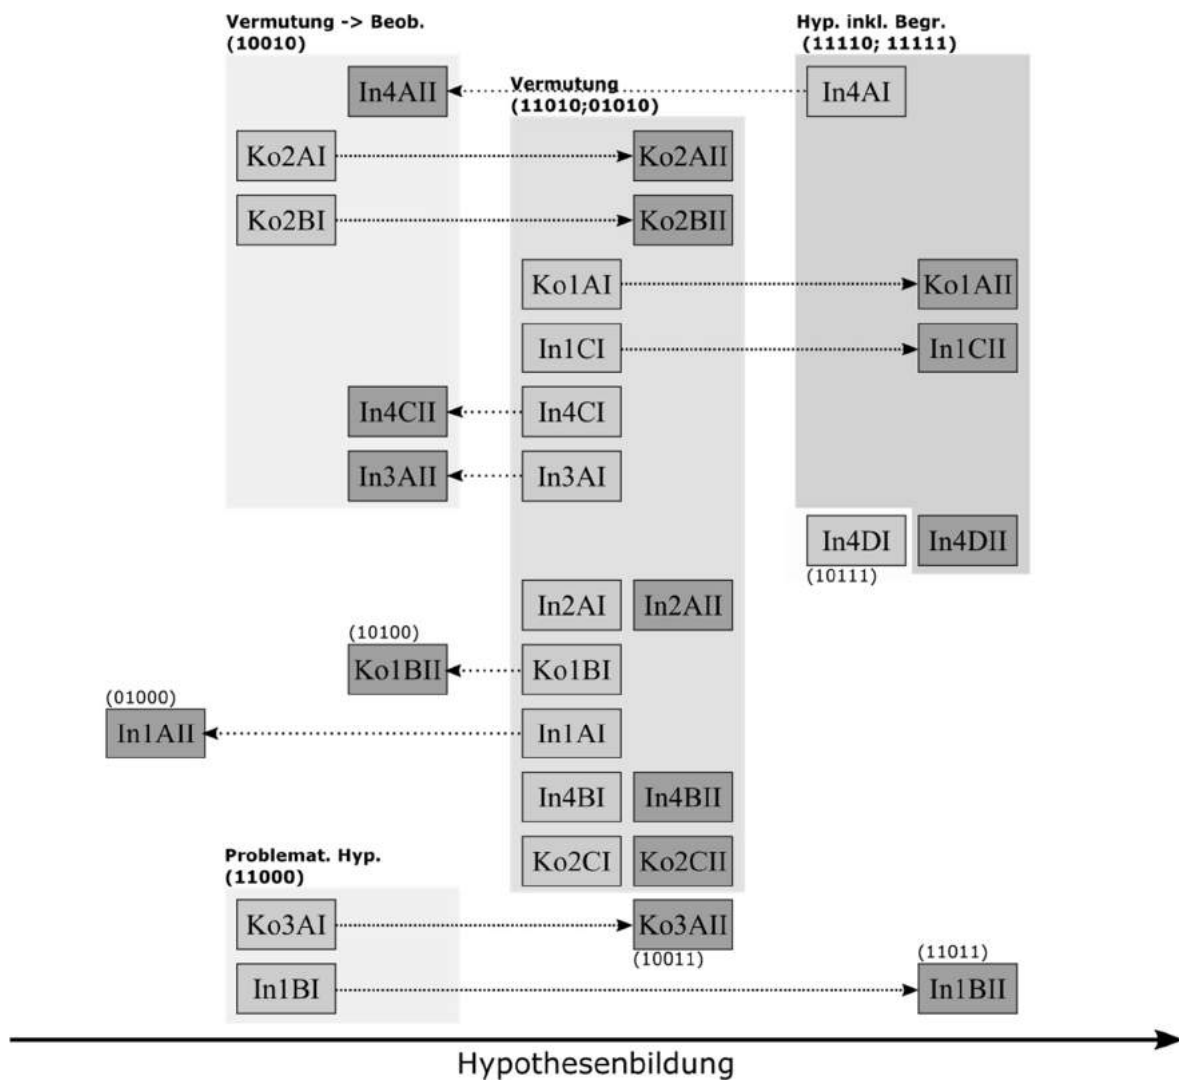 Vermutung -> Beob.
(10010)
Hyp. inkl. Begr.
(11110; 11111)
In4AII
Vermutung
(11010;01010)
In4AI
Ko2AI
Ko2AII
Ko2BI
Ko2BII
Ko1AI
Ko1AII
In1CI
In1CII
In4CII
In4CI
In3AII
In3AI
In4DI
In4DII
(10111)
In2AI
In2AII
(10100)
Ko1BII
Ko1BI
(01000)
In1AII
In1AI
In4BI
In4BII
Problemat. Hyp.
(11000)
Ko2CI
Ko2CII
Ko3AI
Ko3AII
(10011)
(11011)
In1BI
In1BII
Hypothesenbildung